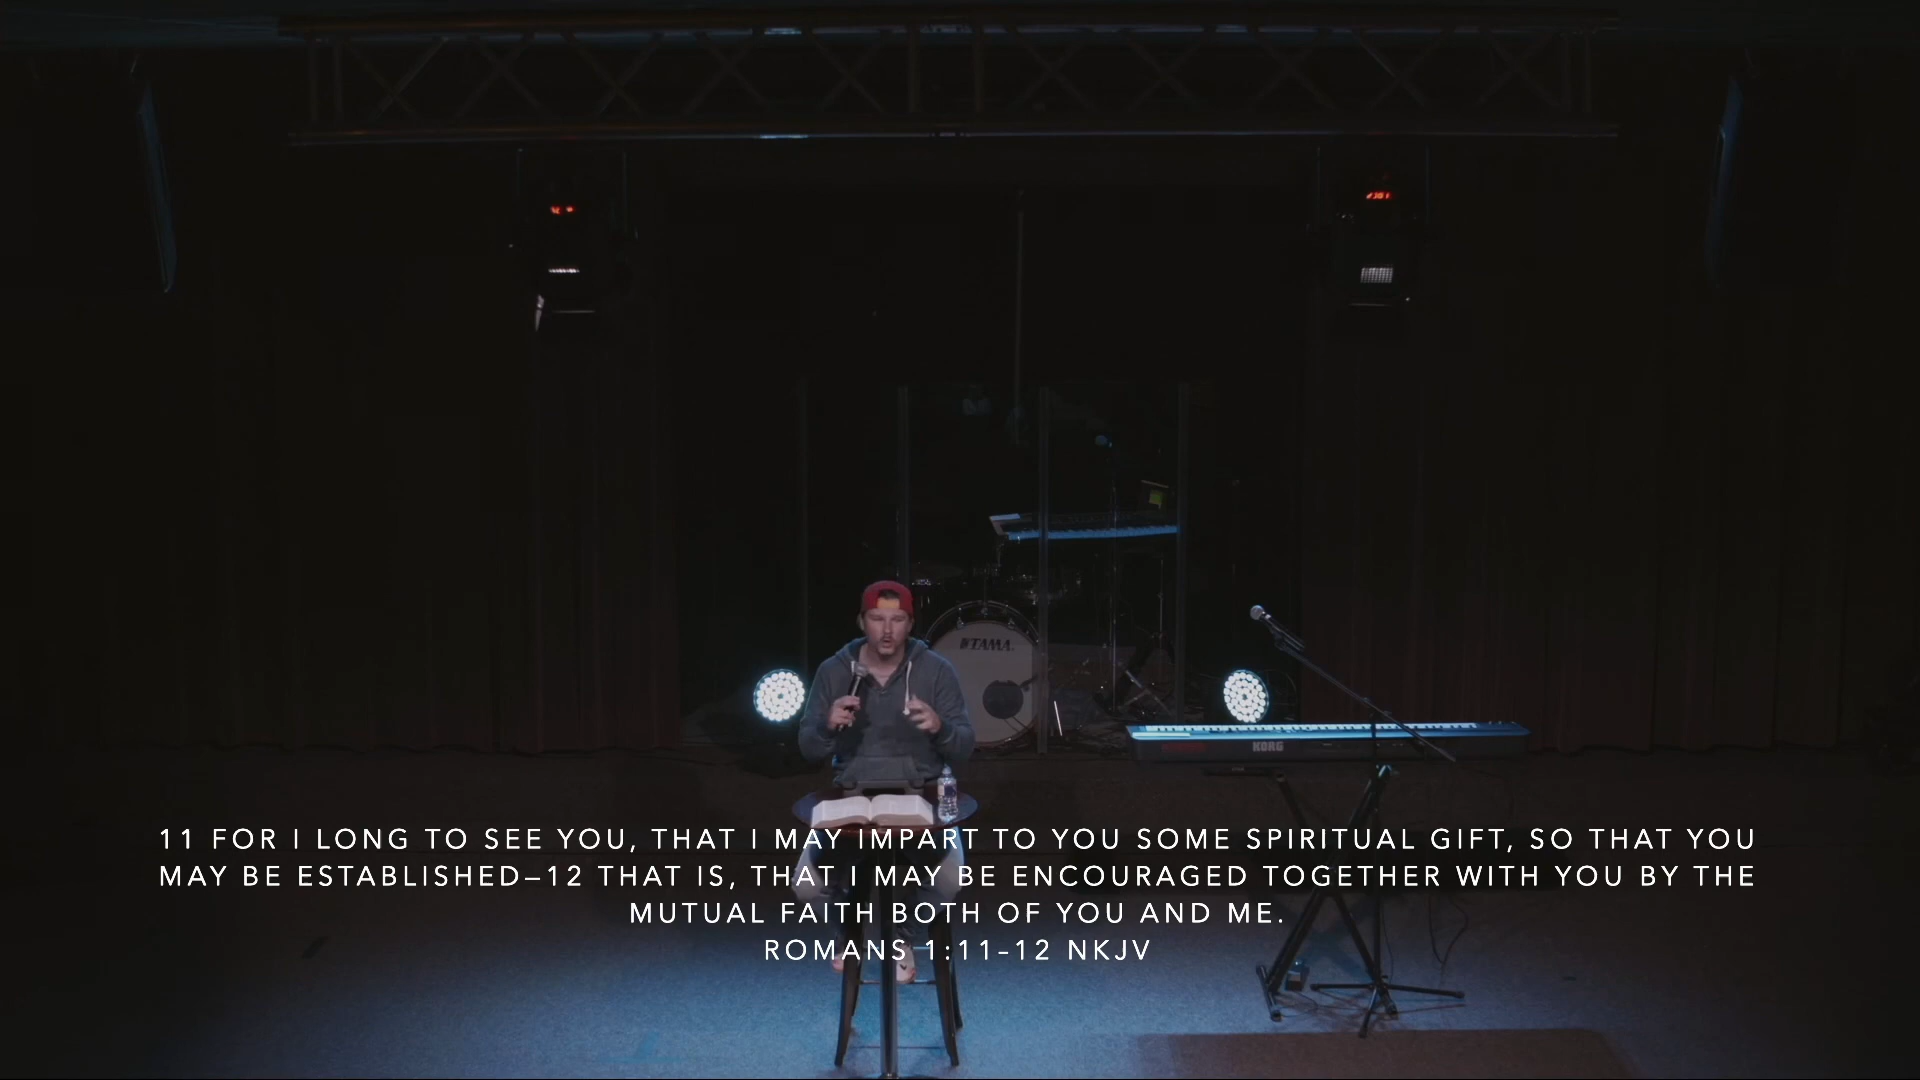 TAMA
KORG
11 FOR I LONG TO SEE YOU, THAT I MAY IMPART TO YOU SOME SPIRITUAL GIFT, SO THAT YOU
MAY BE ESTABLISHED—12 THAT IS, THAT I MAY BE ENCOURAGED TOGETHER WITH YOU BY THE
MUTUAL FAITH BOTH OF YOU AND ME.
ROMANS 1:11-12 NKJV